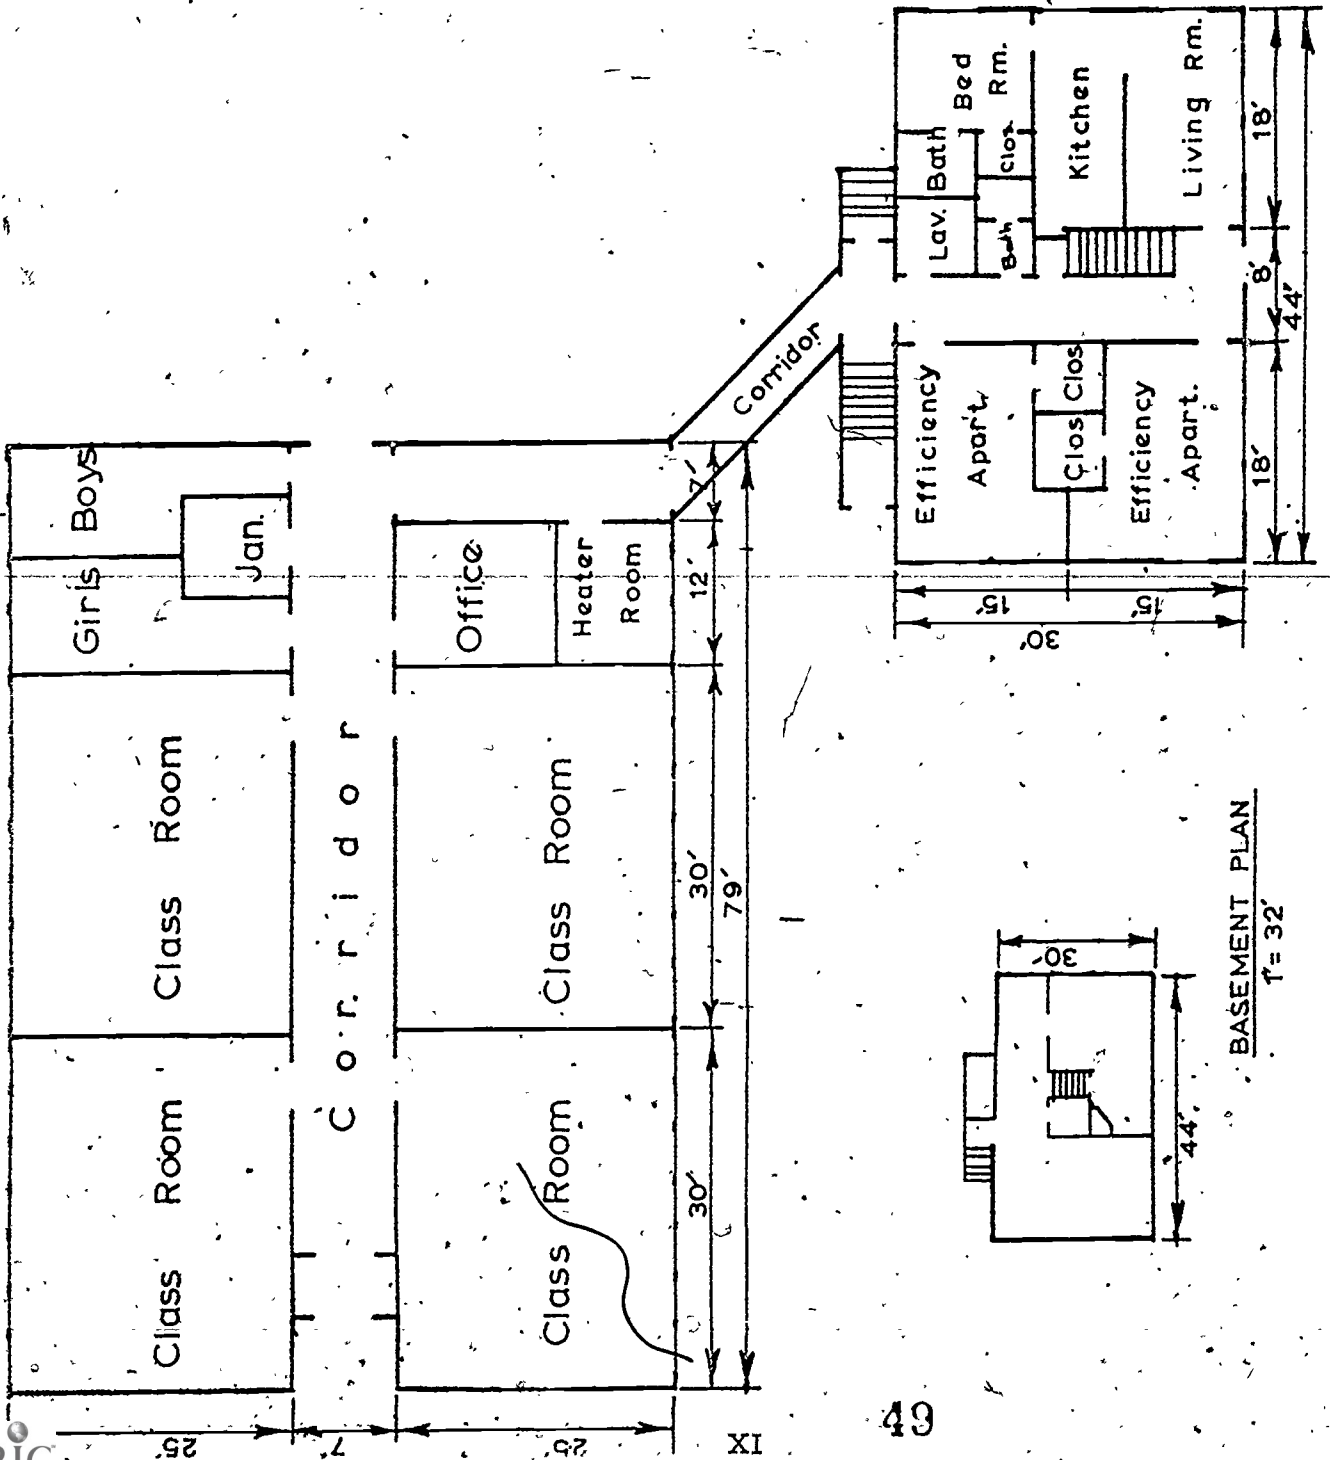 Girls
Boys
Jan.
Class Room
Class Room
Corridor
Office
Heater
Room
Class Room
Class Room
Corridor
25'
7'
25'
30'
30'
12'
7'
79'
Lav.
Bath
Bed
Rm.
Bath
Clos
Kitchen
Living Rm.
Efficiency
Apart.
Clos
Clos
Efficiency
Apart.
18'
8'
18'
44'
15'
15'
30'
30'
44'
BASEMENT PLAN
1"= 32'
IX
49